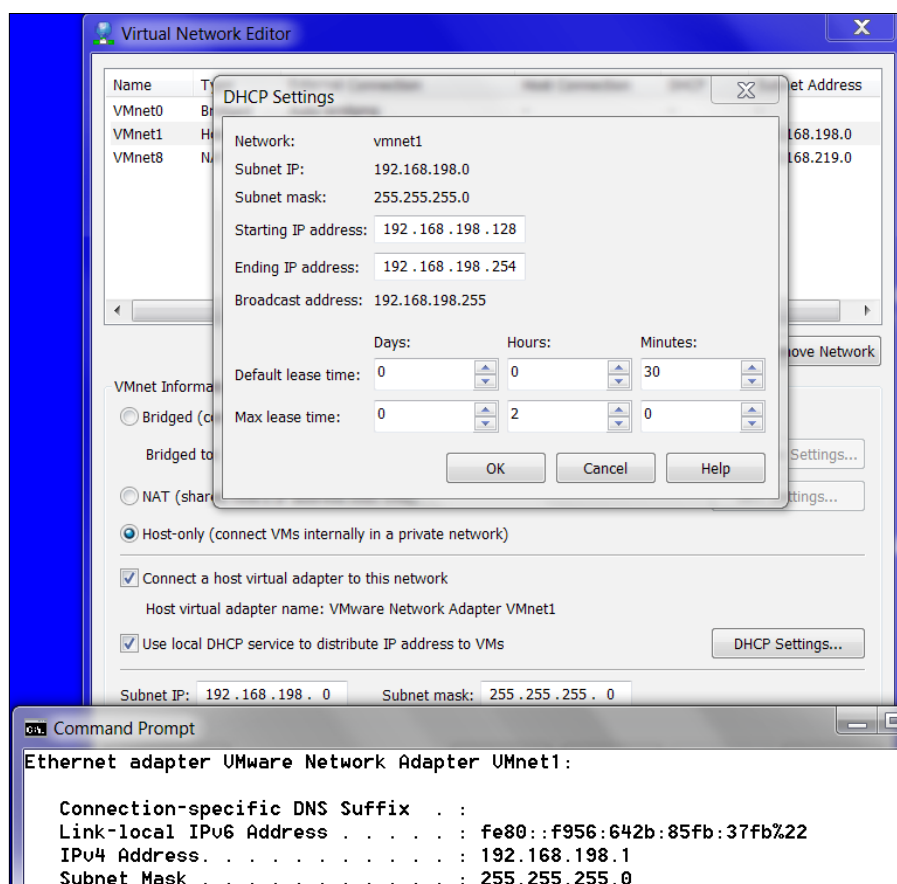 Virtual Network Editor
X
Name
et Address
VMnet0
VMnet1
168.198.0
VMnet8
168.219.0
DHCP Settings
Network: vmnet1
Subnet IP: 192.168.198.0
Subnet mask: 255.255.255.0
Starting IP address: 192 . 168 . 198 . 128
Ending IP address: 192 . 168 . 198 . 254
Broadcast address: 192.168.198.255
Days: Hours: Minutes:
Default lease time: 0 0 30
Max lease time: 0 2 0
OK Cancel Help
ove Network
VMnet Informa
Bridged (c
Bridged to
Settings...
NAT (shar
ttings...
Host-only (connect VMs internally in a private network)
Connect a host virtual adapter to this network
Host virtual adapter name: VMware Network Adapter VMnet1
Use local DHCP service to distribute IP address to VMs
DHCP Settings...
Subnet IP: 192 . 168 . 198 . 0 Subnet mask: 255 . 255 . 255 . 0
C:\. Command Prompt
Ethernet adapter VMware Network Adapter VMnet1:
Connection-specific DNS Suffix . :
Link-local IPv6 Address . . . . . : fe80::f956:642b:85fb:37fb%22
IPv4 Address. . . . . . . . . . . : 192.168.198.1
Subnet Mask . . . . . . . . . . . : 255.255.255.0